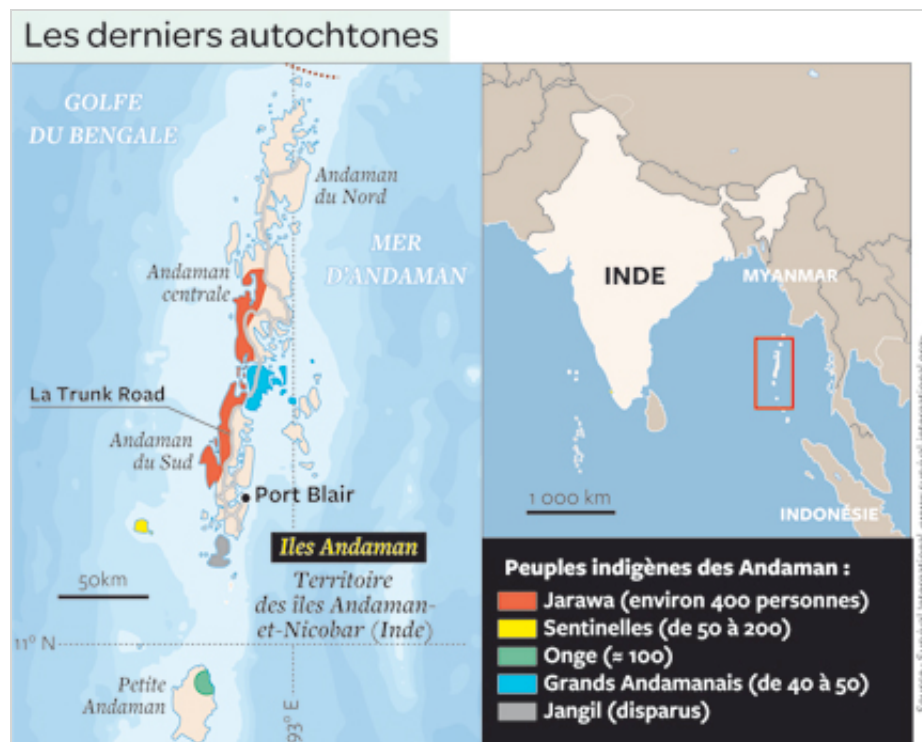 Les derniers autochtones
GOLFE
DU BENGALE
Andaman
du Nord
MER
D'ANDAMAN
Andaman
centrale
La Trunk Road
Andaman
du Sud
Port Blair
Iles Andaman
50km
Territoire
des îles Andaman-
et-Nicobar (Inde)
11° N
Petite
Andaman
93° E
INDE
MYANMAR
1 000 km
INDONÉSIE
Peuples indigènes des Andaman :
Jarawa (environ 400 personnes)
Sentinelles (de 50 à 200)
Onge (≈ 100)
Grands Andamanais (de 40 à 50)
Jangil (disparus)